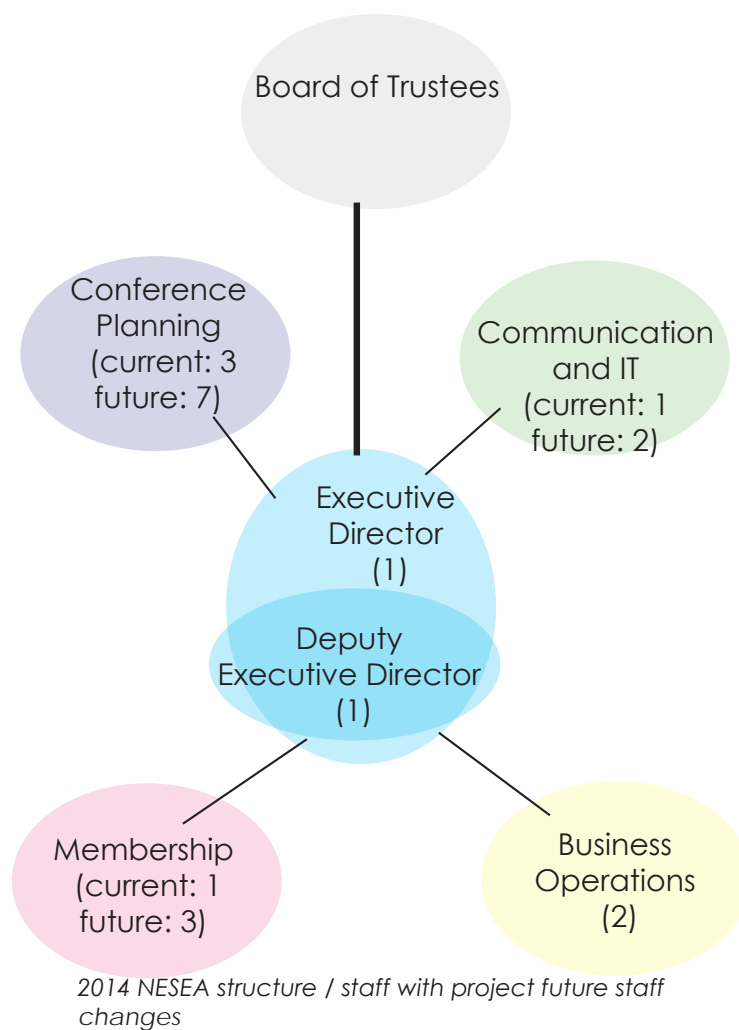 Board of Trustees
Conference
Planning
(current: 3
future: 7)
Communication
and IT
(current: 1
future: 2)
Executive
Director
(1)
Deputy
Executive Director
(1)
Membership
(current: 1
future: 3)
Business
Operations
(2)
2014 NESEA structure / staff with project future staff
changes